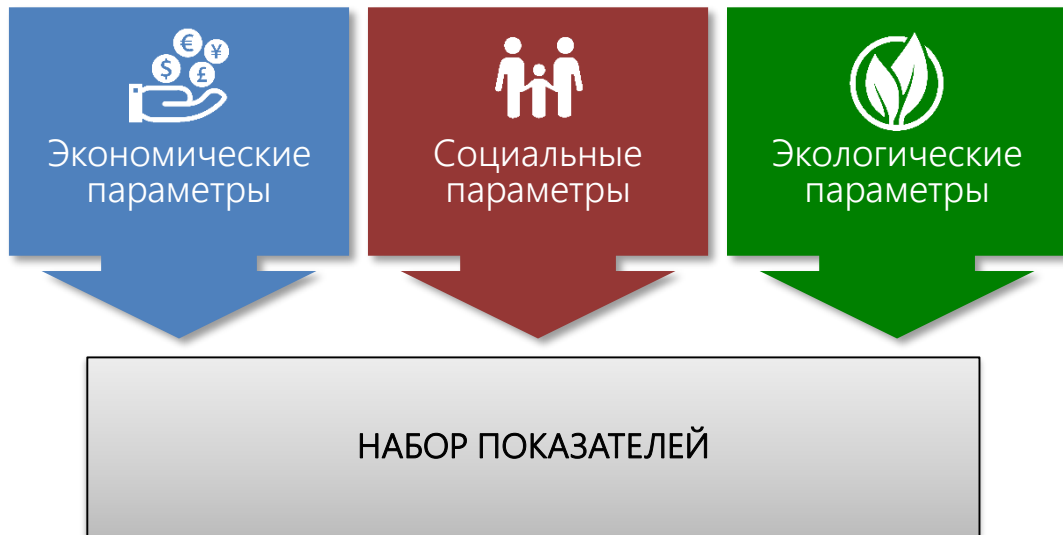 Экономические
параметры
Социальные
параметры
Экологические
параметры
НАБОР ПОКАЗАТЕЛЕЙ